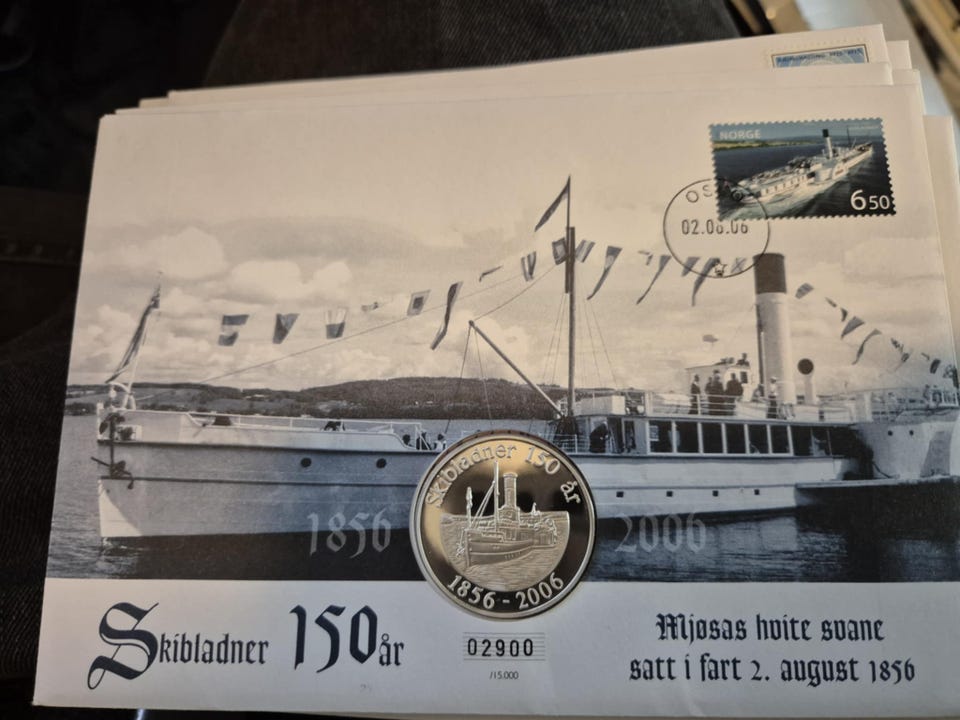 NORGE
6 50
OSLO
02.08.06
Skibladner 150 år
1856 - 2006
1856 2006
Skibladner 150 år
02900
/15.000
Mjøsas hvite svane
satt i fart 2. august 1856